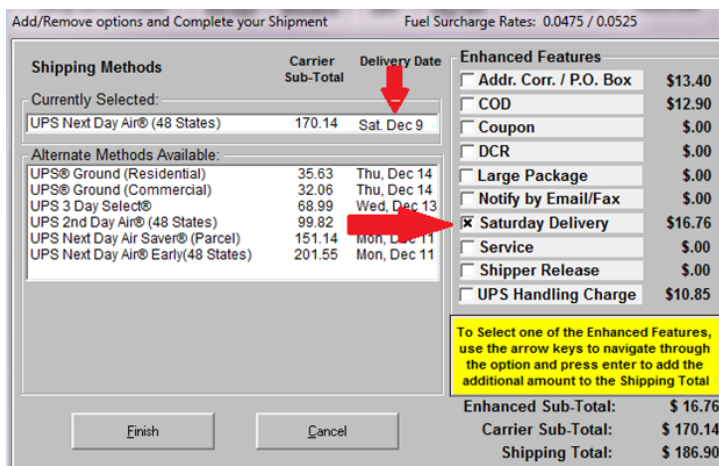 Add/Remove options and Complete your Shipment Fuel Surcharge Rates: 0.0475 / 0.0525
Shipping Methods Carrier Sub-Total Delivery Date
Currently Selected:
UPS Next Day Air® (48 States) 170.14 Sat. Dec 9
Alternate Methods Available:
UPS® Ground (Residential) 35.63 Thu, Dec 14
UPS® Ground (Commercial) 32.06 Thu, Dec 14
UPS 3 Day Select® 68.99 Wed, Dec 13
UPS 2nd Day Air® (48 States) 99.82
UPS Next Day Air Saver® (Parcel) 151.14 Mon, Dec 11
UPS Next Day Air® Early(48 States) 201.55 Mon, Dec 11
Finish Cancel
Enhanced Features
Addr. Corr. / P.O. Box $13.40
COD $12.90
Coupon $.00
DCR $.00
Large Package $.00
Notify by Email/Fax $.00
Saturday Delivery $16.76
Service $.00
Shipper Release $.00
UPS Handling Charge $10.85
To Select one of the Enhanced Features,
use the arrow keys to navigate through
the option and press enter to add the
additional amount to the Shipping Total
Enhanced Sub-Total: $ 16.76
Carrier Sub-Total: $ 170.14
Shipping Total: $ 186.90